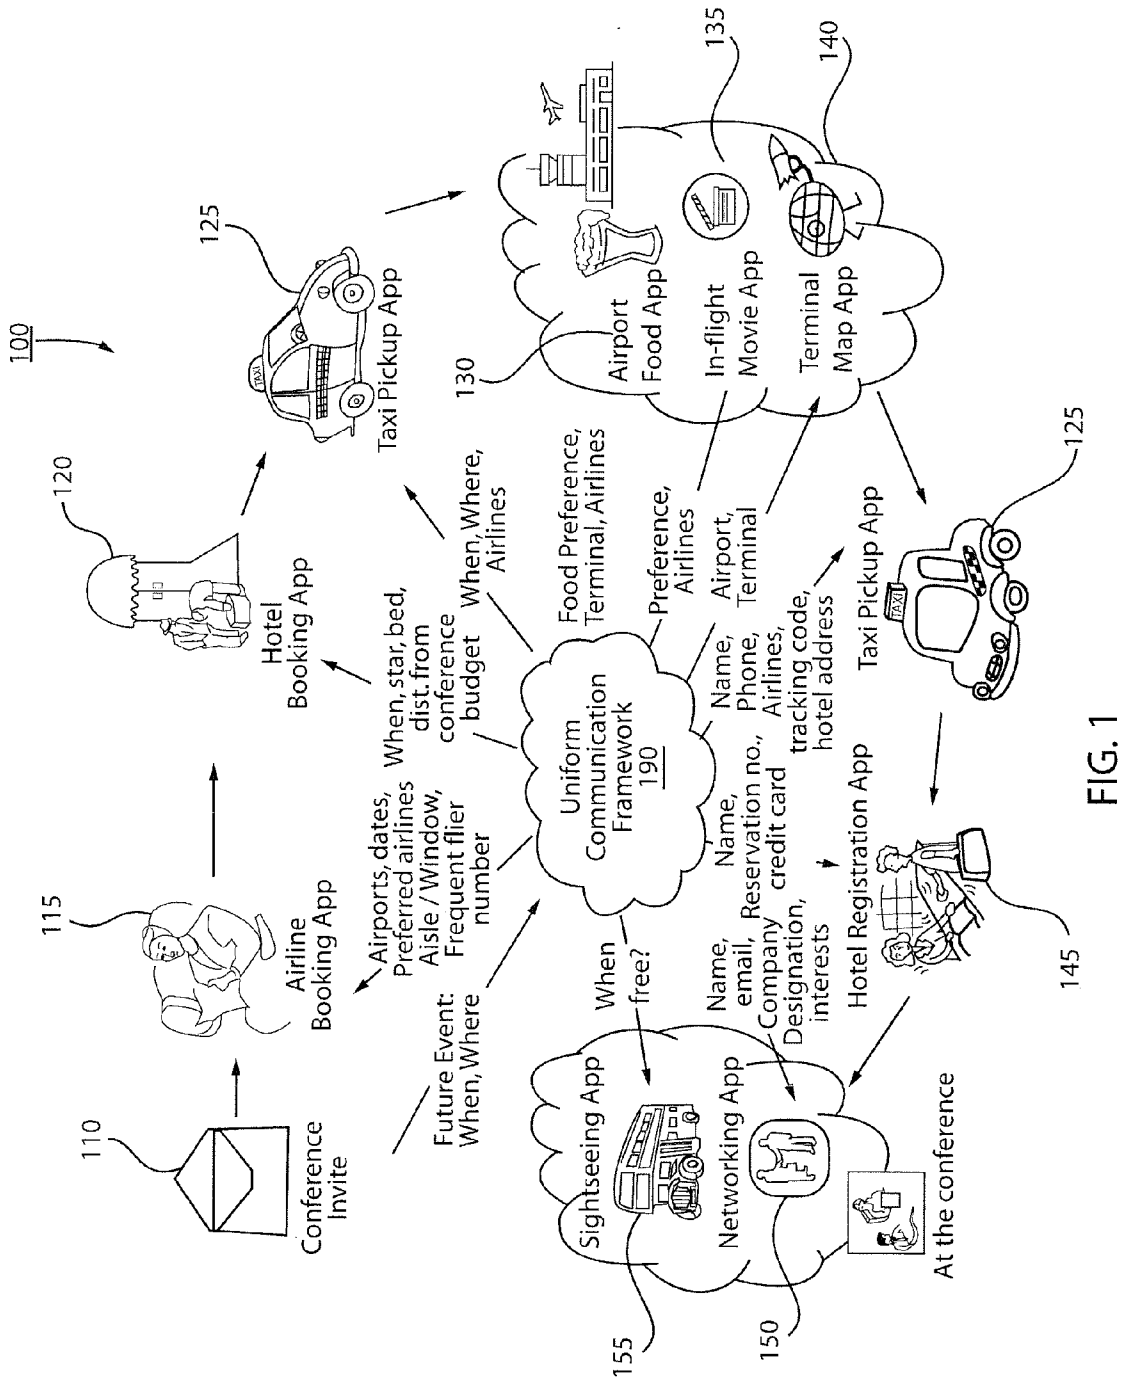 100
110
Conference
Invite
115
Airline
Booking App
120
Hotel
Booking App
125
TAXI
Taxi Pickup App
Future Event:
When, Where
Airports, dates,
Preferred airlines
Aisle / Window,
Frequent flier
number
When, star, bed,
dist. from
conference
budget
When, Where,
Airlines
Food Preference,
Terminal, Airlines
Preference,
Airlines
Airport,
Terminal
Uniform
Communication
Framework
190
130
Airport
Food App
In-flight
Movie App
135
Terminal
Map App
140
When
free?
Name,
email,
Company
Designation,
interests
Name,
Reservation no.,
credit card
Name,
Phone,
Airlines,
tracking code,
hotel address
Sightseeing App
155
Networking App
150
At the conference
Hotel Registration App
145
Taxi Pickup App
TAXI
125
FIG. 1